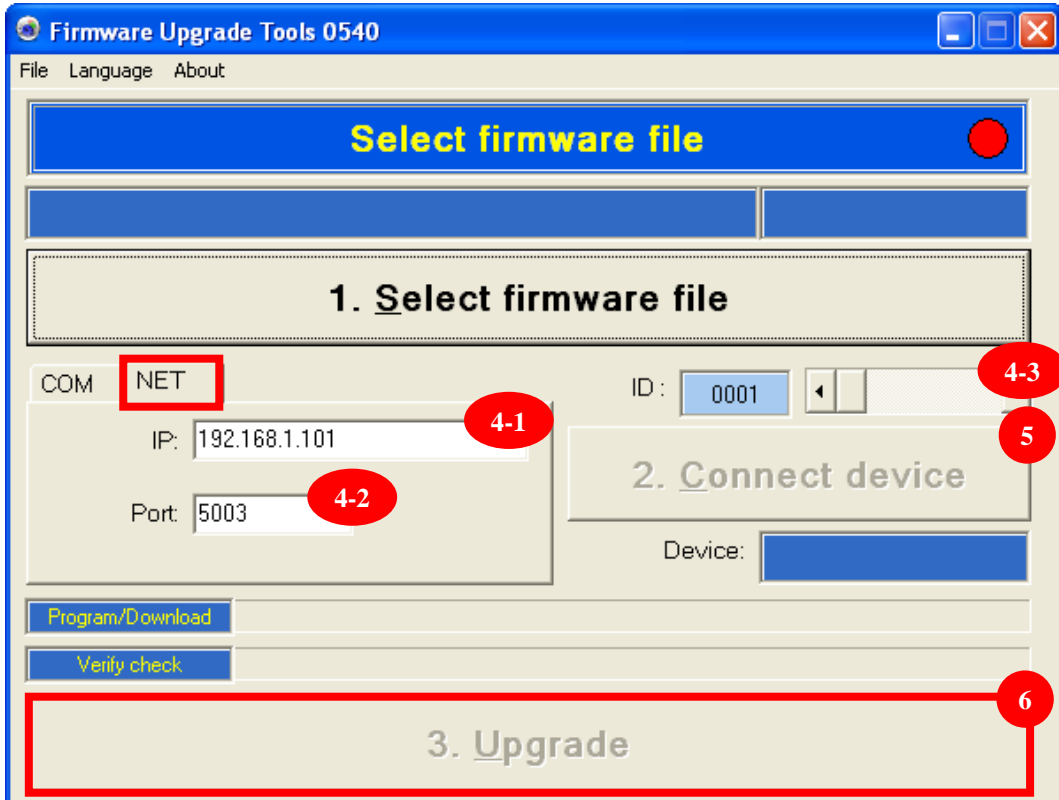 Firmware Upgrade Tools 0540
File Language About
Select firmware file
1. Select firmware file
COM NET
ID : 0001
4-3
IP: 192.168.1.101
4-1
5
2. Connect device
Port: 5003
4-2
Device:
Program/Download
Verify check
6
3. Upgrade